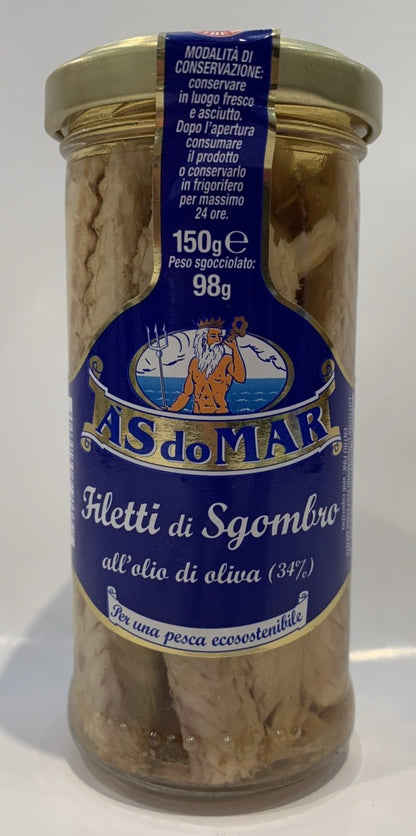 MODALITÀ DI
CONSERVAZIONE:
conservare
in luogo fresco
e asciutto.
Dopo l'apertura
consumare
il prodotto
o conservarlo
in frigorifero
per massimo
24 ore.
150g℮
Peso sgocciolato:
98g
ÀS do MAR
Filetti di Sgombro
all'olio di oliva (34%)
Per una pesca ecosostenibile